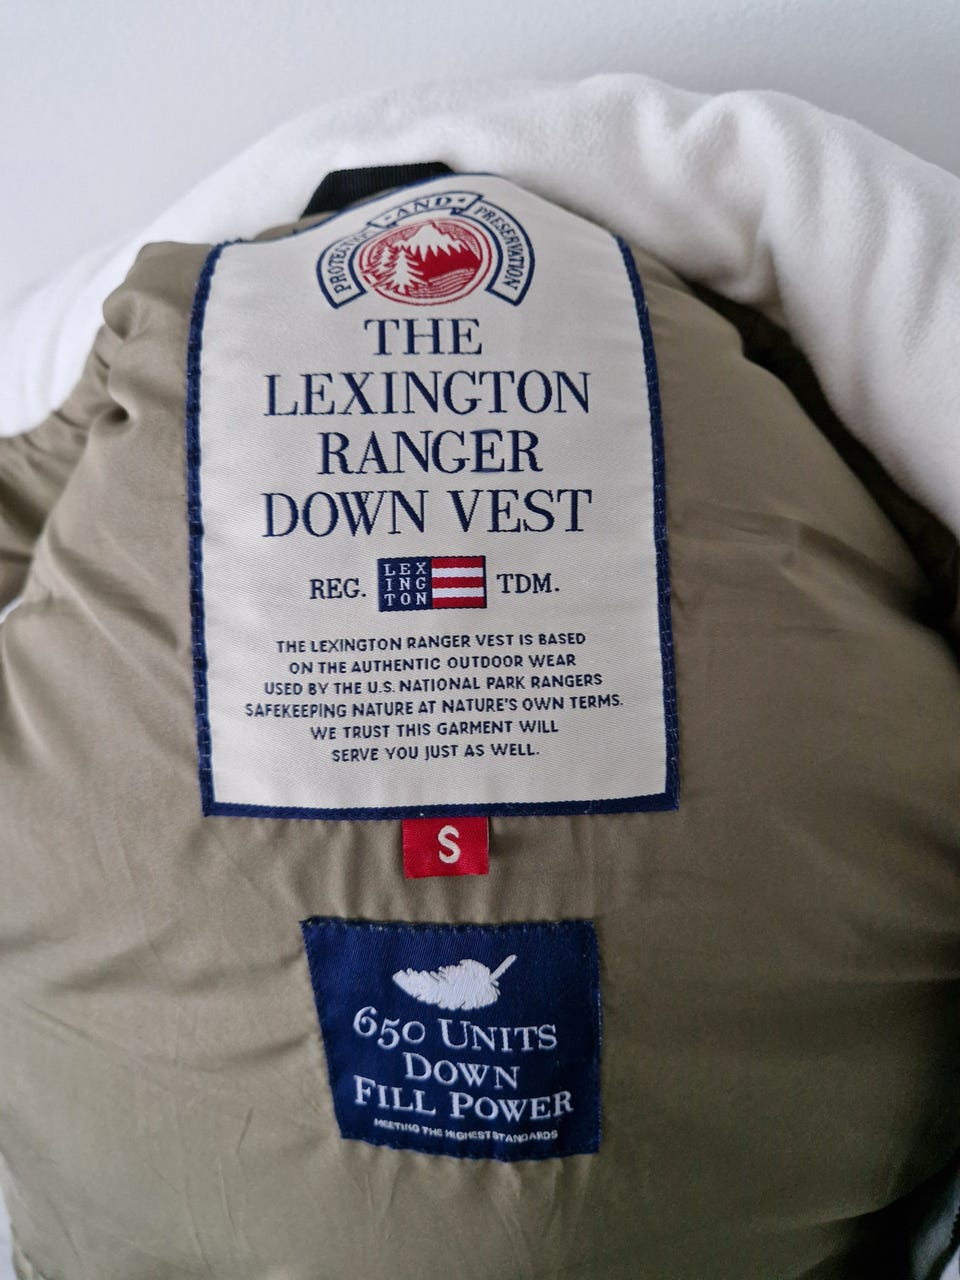 PROTECTION AND PRESERVATION
THE
LEXINGTON
RANGER
DOWN VEST
REG. LEX ING TON TDM.
THE LEXINGTON RANGER VEST IS BASED
ON THE AUTHENTIC OUTDOOR WEAR
USED BY THE U.S. NATIONAL PARK RANGERS
SAFEKEEPING NATURE AT NATURE'S OWN TERMS.
WE TRUST THIS GARMENT WILL
SERVE YOU JUST AS WELL.
S
650 UNITS
DOWN
FILL POWER
MEETING THE HIGHEST STANDARDS